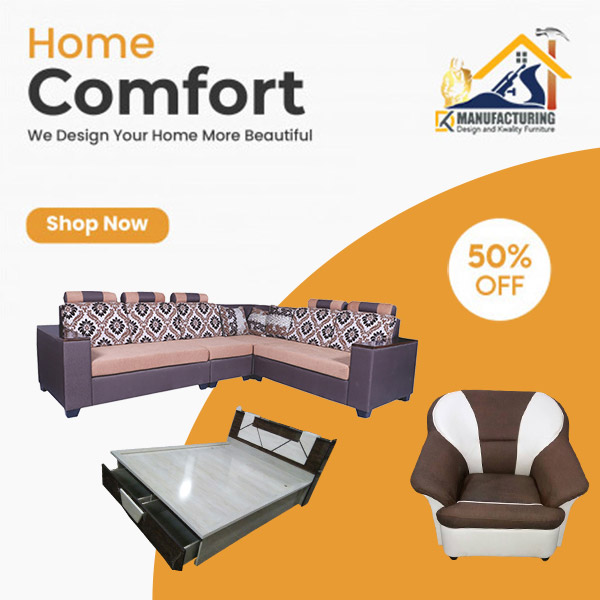 Home
Comfort
We Design Your Home More Beautiful
K MANUFACTURING
Design and Kwality Furniture
Shop Now
50%
OFF